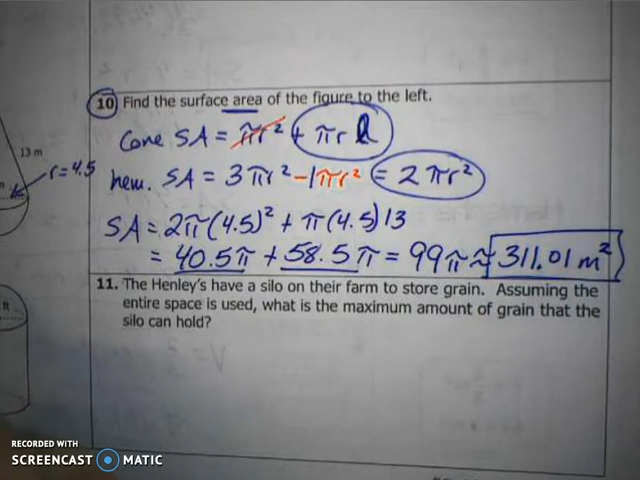 10 Find the surface area of the figure to the left.
Cone SA = πr² + πrl
13 m
r=4.5
hem. SA = 3πr² -1πr² = 2πr²
SA = 2π(4.5)² + π(4.5)13
= 40.5π + 58.5π = 99π ≈ 311.01 m²
11. The Henley's have a silo on their farm to store grain. Assuming the
entire space is used, what is the maximum amount of grain that the
silo can hold?
ft
RECORDED WITH
SCREENCAST MATIC